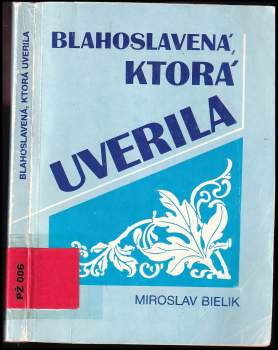 BLAHOSLAVENÁ,
KTORÁ
UVERILA
MIROSLAV BIELIK
BLAHOSLAVENÁ, KTORÁ UVERILA
PŽ 006